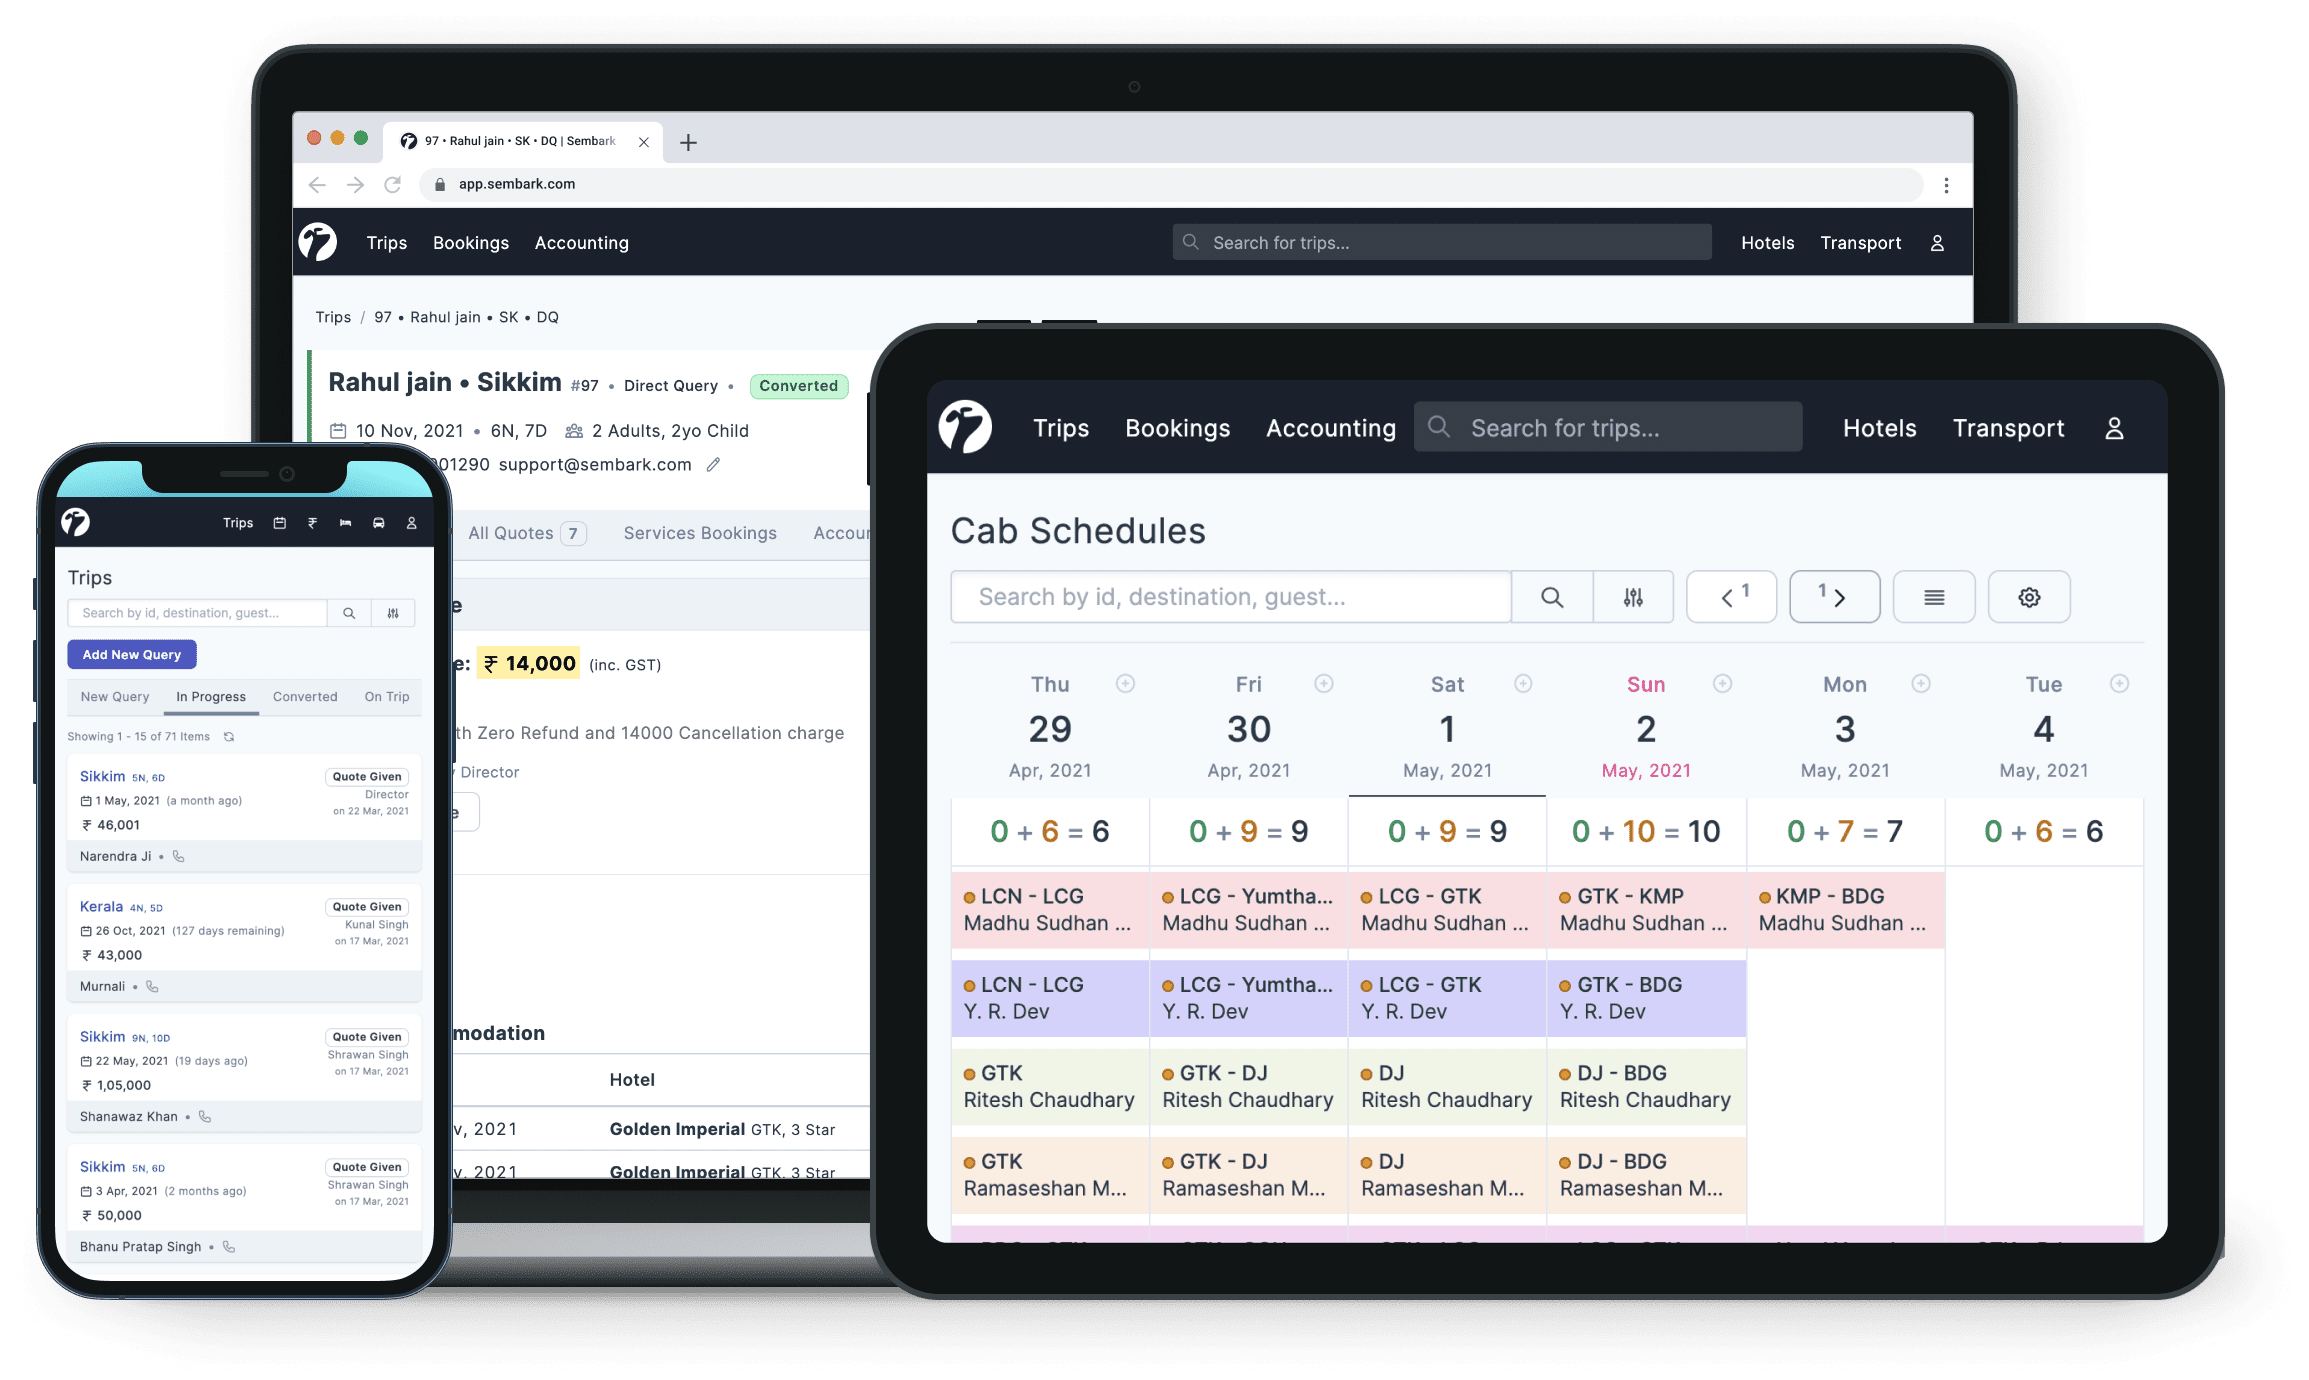 97 • Rahul jain • SK • DQ | Sembark
app.sembark.com
Trips Bookings Accounting Search for trips... Hotels Transport
Trips / 97 • Rahul jain • SK • DQ
Rahul jain • Sikkim #97 • Direct Query • Converted
10 Nov, 2021 • 6N, 7D 2 Adults, 2yo Child
01290 support@sembark.com
All Quotes 7 Services Bookings Accou
e
e: ₹ 14,000 (inc. GST)
th Zero Refund and 14000 Cancellation charge
Director
e
modation
Hotel
v, 2021 Golden Imperial GTK, 3 Star
v, 2021 Golden Imperial GTK, 3 Star
Trips
Trips
Search by id, destination, guest...
Add New Query
New Query In Progress Converted On Trip
Showing 1 - 15 of 71 Items
Sikkim 5N, 6D Quote Given
Director
1 May, 2021 (a month ago)
on 22 Mar, 2021
₹ 46,001
Narendra Ji •
Kerala 4N, 5D Quote Given
Kunal Singh
26 Oct, 2021 (127 days remaining)
on 17 Mar, 2021
₹ 43,000
Murnali •
Sikkim 9N, 10D Quote Given
Shrawan Singh
22 May, 2021 (19 days ago)
on 17 Mar, 2021
₹ 1,05,000
Shanawaz Khan •
Sikkim 5N, 6D Quote Given
Shrawan Singh
3 Apr, 2021 (2 months ago)
on 17 Mar, 2021
₹ 50,000
Bhanu Pratap Singh •
Trips Bookings Accounting Search for trips... Hotels Transport
Cab Schedules
Search by id, destination, guest... < 1 1 >
Thu Fri Sat Sun Mon Tue
29 30 1 2 3 4
Apr, 2021 Apr, 2021 May, 2021 May, 2021 May, 2021 May, 2021
0 + 6 = 6 0 + 9 = 9 0 + 9 = 9 0 + 10 = 10 0 + 7 = 7 0 + 6 = 6
LCN - LCG LCG - Yumtha... LCG - GTK GTK - KMP KMP - BDG
Madhu Sudhan ... Madhu Sudhan ... Madhu Sudhan ... Madhu Sudhan ... Madhu Sudhan ...
LCN - LCG LCG - Yumtha... LCG - GTK GTK - BDG
Y. R. Dev Y. R. Dev Y. R. Dev Y. R. Dev
GTK GTK - DJ DJ DJ - BDG
Ritesh Chaudhary Ritesh Chaudhary Ritesh Chaudhary Ritesh Chaudhary
GTK GTK - DJ DJ DJ - BDG
Ramaseshan M... Ramaseshan M... Ramaseshan M... Ramaseshan M...